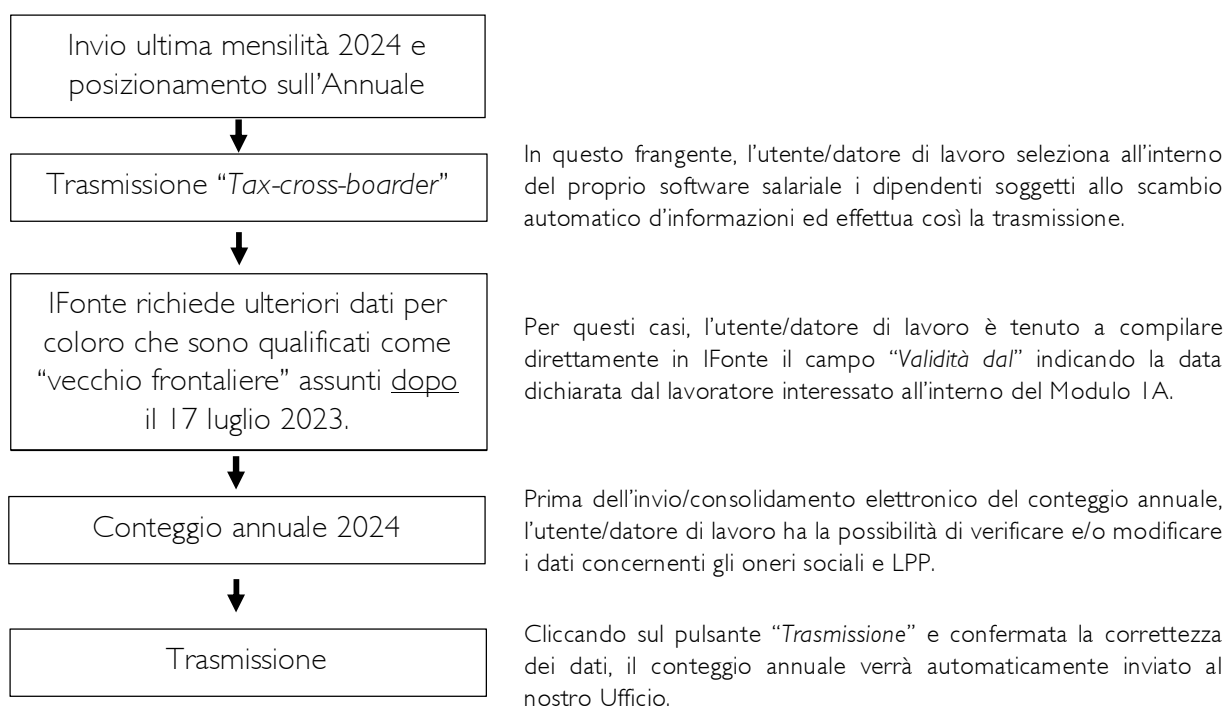 Invio ultima mensilità 2024 e
posizionamento sull'Annuale
Trasmissione “Tax-cross-boarder”
In questo frangente, l'utente/datore di lavoro seleziona all'interno
del proprio software salariale i dipendenti soggetti allo scambio
automatico d'informazioni ed effettua così la trasmissione.
IFonte richiede ulteriori dati per
coloro che sono qualificati come
“vecchio frontaliere” assunti dopo
il 17 luglio 2023.
Per questi casi, l'utente/datore di lavoro è tenuto a compilare
direttamente in IFonte il campo “Validità dal” indicando la data
dichiarata dal lavoratore interessato all'interno del Modulo 1A.
Conteggio annuale 2024
Prima dell'invio/consolidamento elettronico del conteggio annuale,
l'utente/datore di lavoro ha la possibilità di verificare e/o modificare
i dati concernenti gli oneri sociali e LPP.
Trasmissione
Cliccando sul pulsante “Trasmissione” e confermata la correttezza
dei dati, il conteggio annuale verrà automaticamente inviato al
nostro Ufficio.